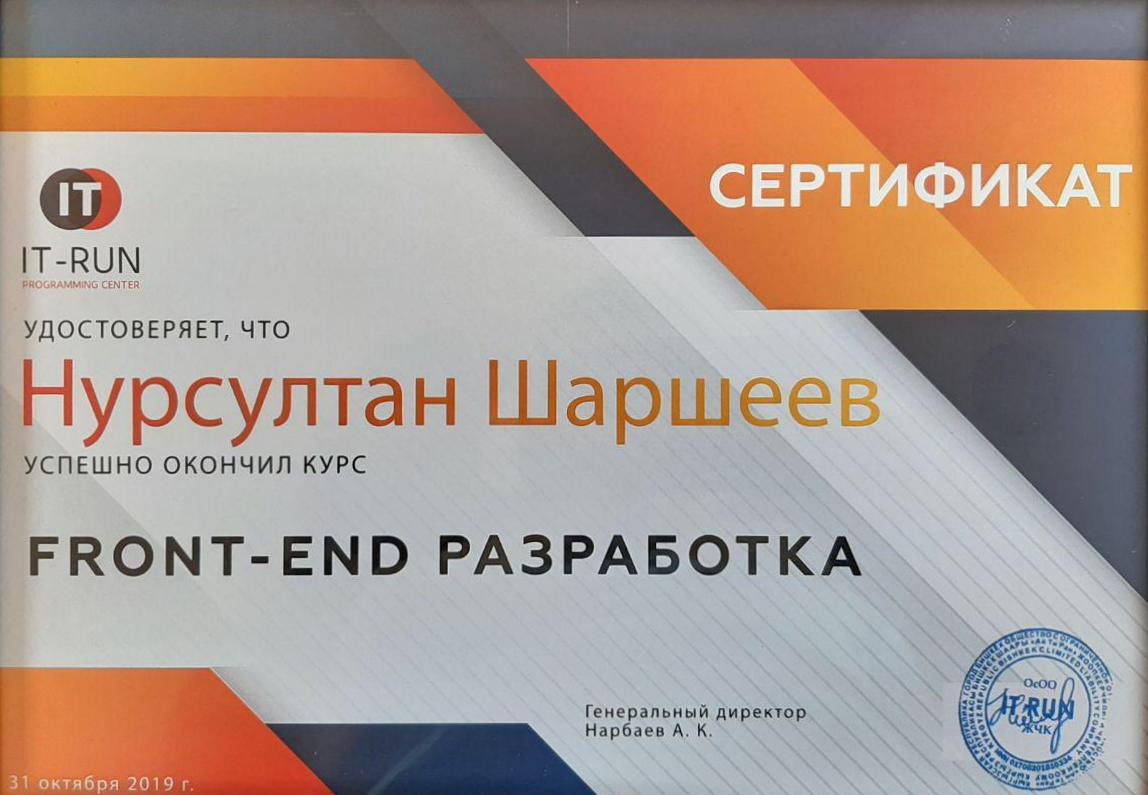 СЕРТИФИКАТ
IT
IT-RUN
PROGRAMMING CENTER
УДОСТОВЕРЯЕТ, ЧТО
Нурсултан Шаршеев
УСПЕШНО ОКОНЧИЛ КУРС
FRONT-END РАЗРАБОТКА
Генеральный директор
Нарбаев А. К.
ОсОО
IT RUN
ЖЧК
31 октября 2019 г.